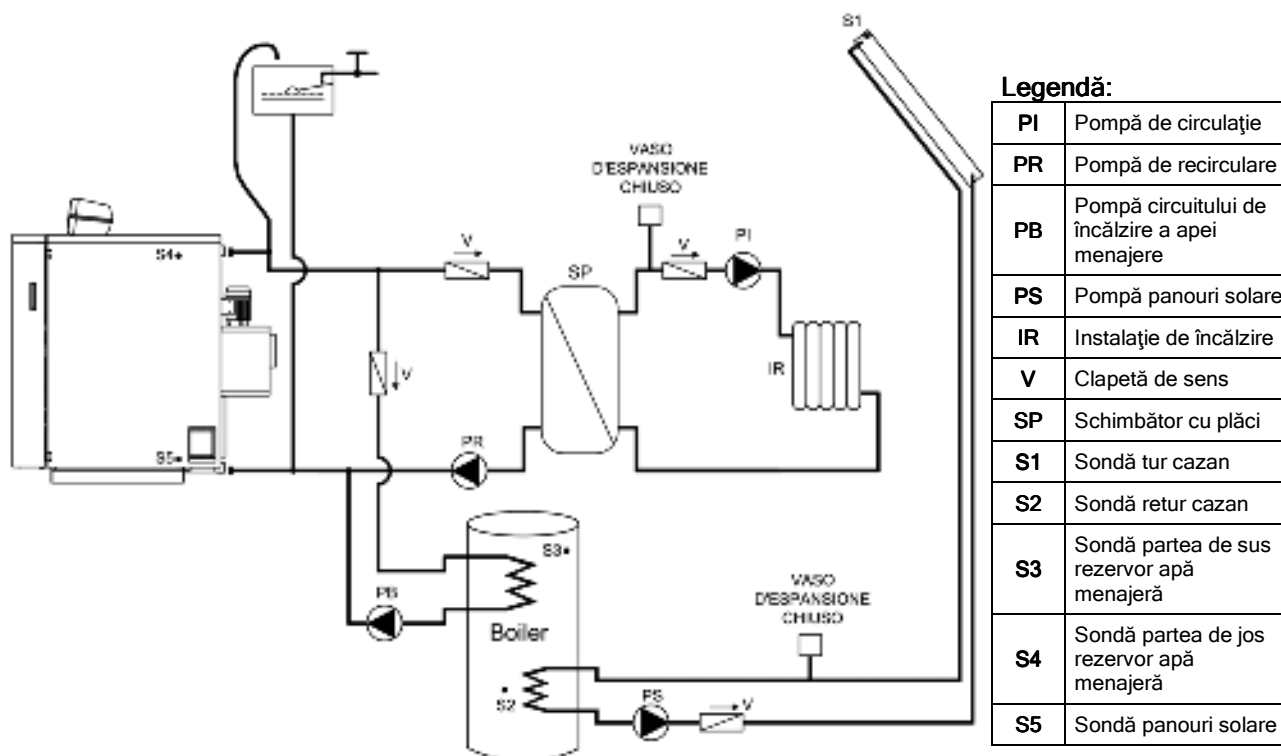 S1
VASO
D'ESPANSIONE
CHIUSO
S4
V
V
PI
SP
V
IR
PR
S5
S3
PB
Boiler
VASO
D'ESPANSIONE
CHIUSO
S2
PS
V
Legendă:
PI Pompă de circulaţie
PR Pompă de recirculare
PB Pompă circuitului de
încălzire a apei
menajere
PS Pompă panouri solare
IR Instalaţie de încălzire
V Clapetă de sens
SP Schimbător cu plăci
S1 Sondă tur cazan
S2 Sondă retur cazan
S3 Sondă partea de sus
rezervor apă
menajeră
S4 Sondă partea de jos
rezervor apă
menajeră
S5 Sondă panouri solare